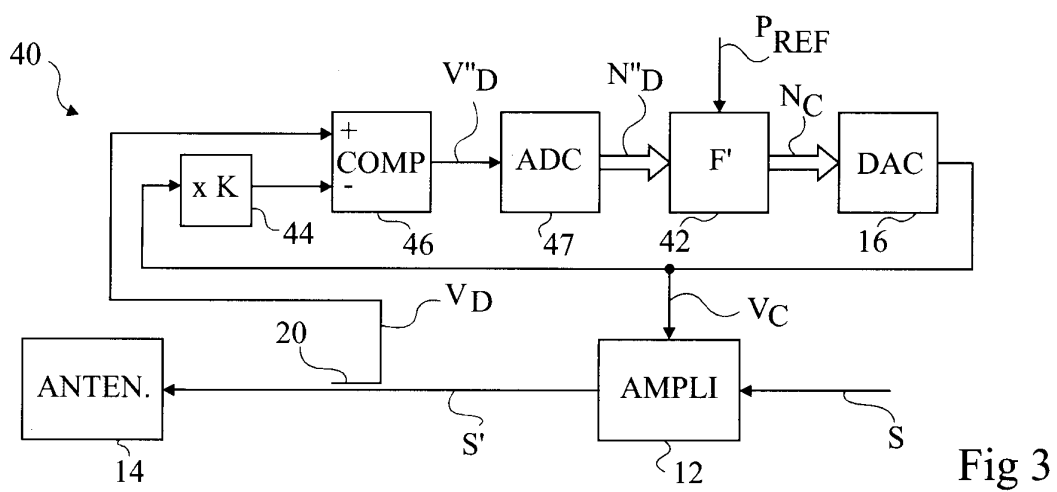 40
P_REF
V"_D
N"_D
N_C
+
COMP
-
ADC
F'
DAC
x K
44
46
47
42
16
V_D
V_C
20
ANTEN.
AMPLI
S'
S
14
12
Fig 3